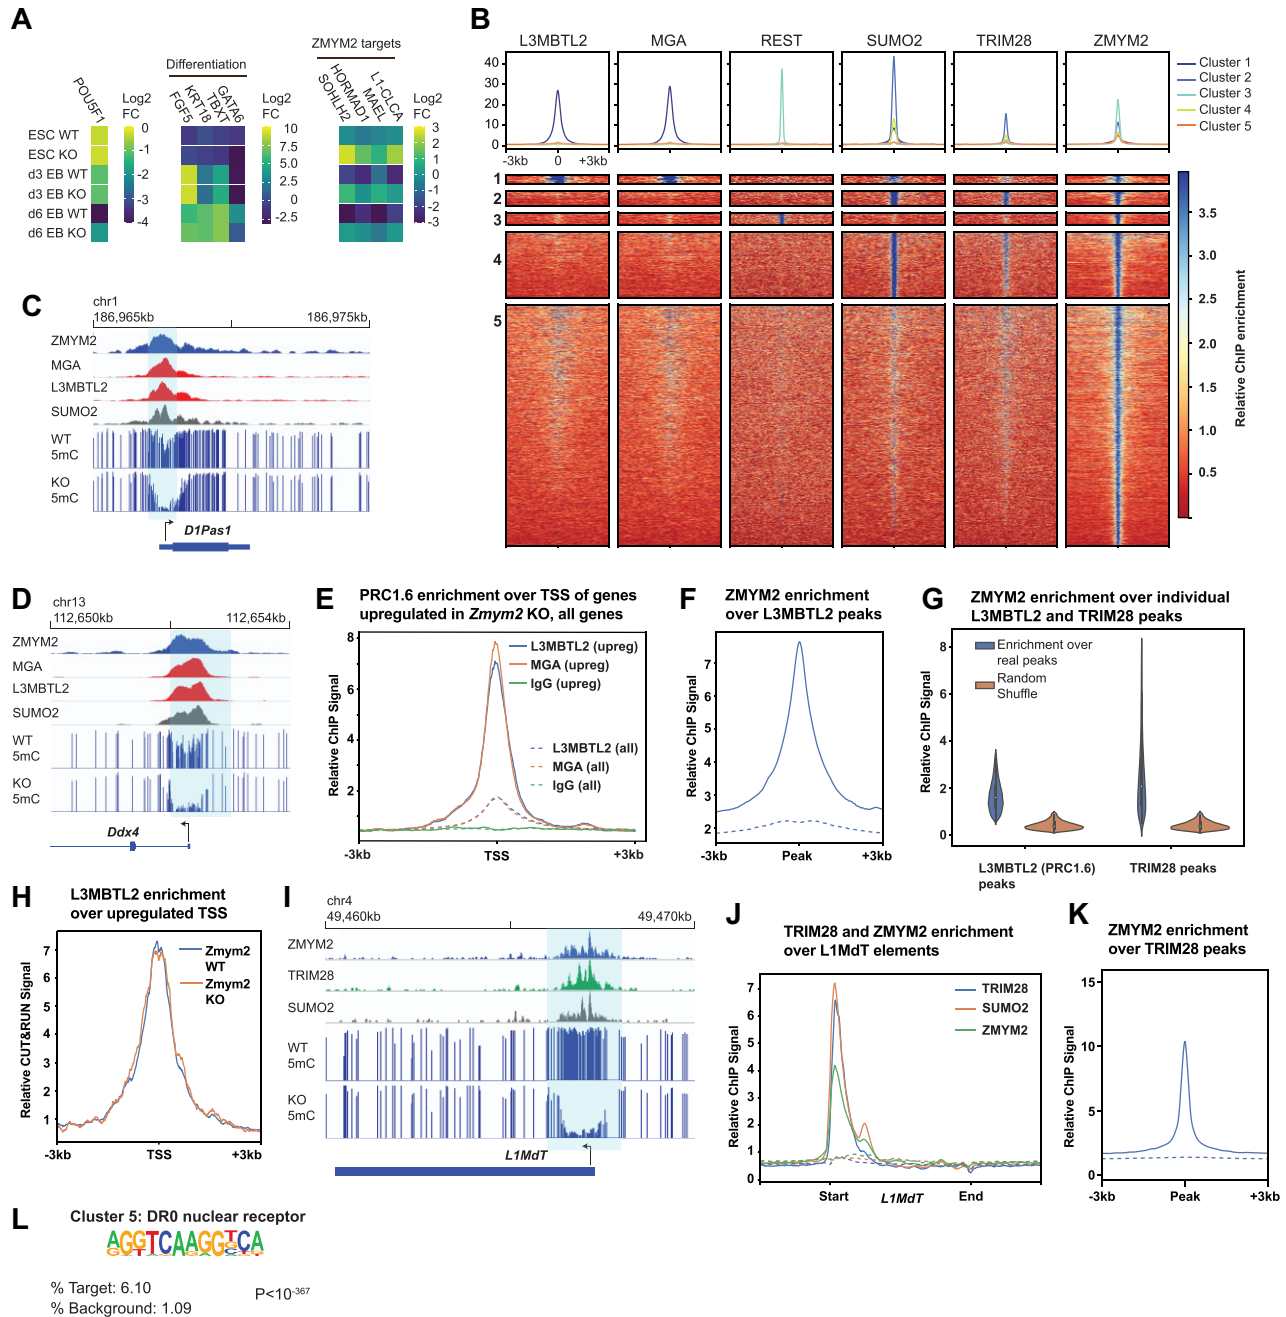 A
ZMYM2 targets
Differentiation
POU5F1
Log2
FC
0
-1
-2
-3
-4
FGF5
KRT18
TBXT
GATA6
Log2
FC
10
7.5
5.0
2.5
0
-2.5
SOHLH2
HORMAD1
MAEL
L1-CLCA
Log2
FC
3
2
1
0
-1
-2
-3
ESC WT
ESC KO
d3 EB WT
d3 EB KO
d6 EB WT
d6 EB KO
B
L3MBTL2
MGA
REST
SUMO2
TRIM28
ZMYM2
40
30
20
10
0
-3kb
0
+3kb
Cluster 1
Cluster 2
Cluster 3
Cluster 4
Cluster 5
1
2
3
4
5
3.5
3.0
2.5
2.0
1.5
1.0
0.5
Relative ChIP enrichment
C
chr1
186,965kb
186,975kb
ZMYM2
MGA
L3MBTL2
SUMO2
WT
5mC
KO
5mC
D1Pas1
D
chr13
112,650kb
112,654kb
ZMYM2
MGA
L3MBTL2
SUMO2
WT
5mC
KO
5mC
Ddx4
E
PRC1.6 enrichment over TSS of genes
upregulated in Zmym2 KO, all genes
Relative ChIP Signal
8
6
4
2
L3MBTL2 (upreg)
MGA (upreg)
IgG (upreg)
L3MBTL2 (all)
MGA (all)
IgG (all)
-3kb
TSS
+3kb
F
ZMYM2 enrichment
over L3MBTL2 peaks
Relative ChIP Signal
7
6
5
4
3
2
-3kb
Peak
+3kb
G
ZMYM2 enrichment over individual
L3MBTL2 and TRIM28 peaks
Relative ChIP Signal
8
6
4
2
0
Enrichment over
real peaks
Random
Shuffle
L3MBTL2 (PRC1.6)
peaks
TRIM28 peaks
H
L3MBTL2 enrichment
over upregulated TSS
Relative CUT&RUN Signal
7
6
5
4
3
2
1
Zmym2
WT
Zmym2
KO
-3kb
TSS
+3kb
I
chr4
49,460kb
49,470kb
ZMYM2
TRIM28
SUMO2
WT
5mC
KO
5mC
L1MdT
J
TRIM28 and ZMYM2 enrichment
over L1MdT elements
Relative ChIP Signal
7
6
5
4
3
2
1
0
TRIM28
SUMO2
ZMYM2
Start
L1MdT
End
K
ZMYM2 enrichment
over TRIM28 peaks
Relative ChIP Signal
15
10
5
0
-3kb
Peak
+3kb
L
Cluster 5: DR0 nuclear receptor
AGGTCAAGGTCA
% Target: 6.10
% Background: 1.09
P<10-367